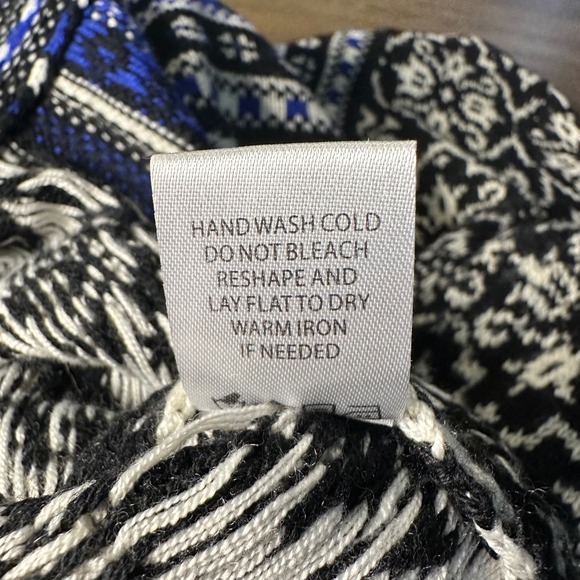 HAND WASH COLD
DO NOT BLEACH
RESHAPE AND
LAY FLAT TO DRY
WARM IRON
IF NEEDED